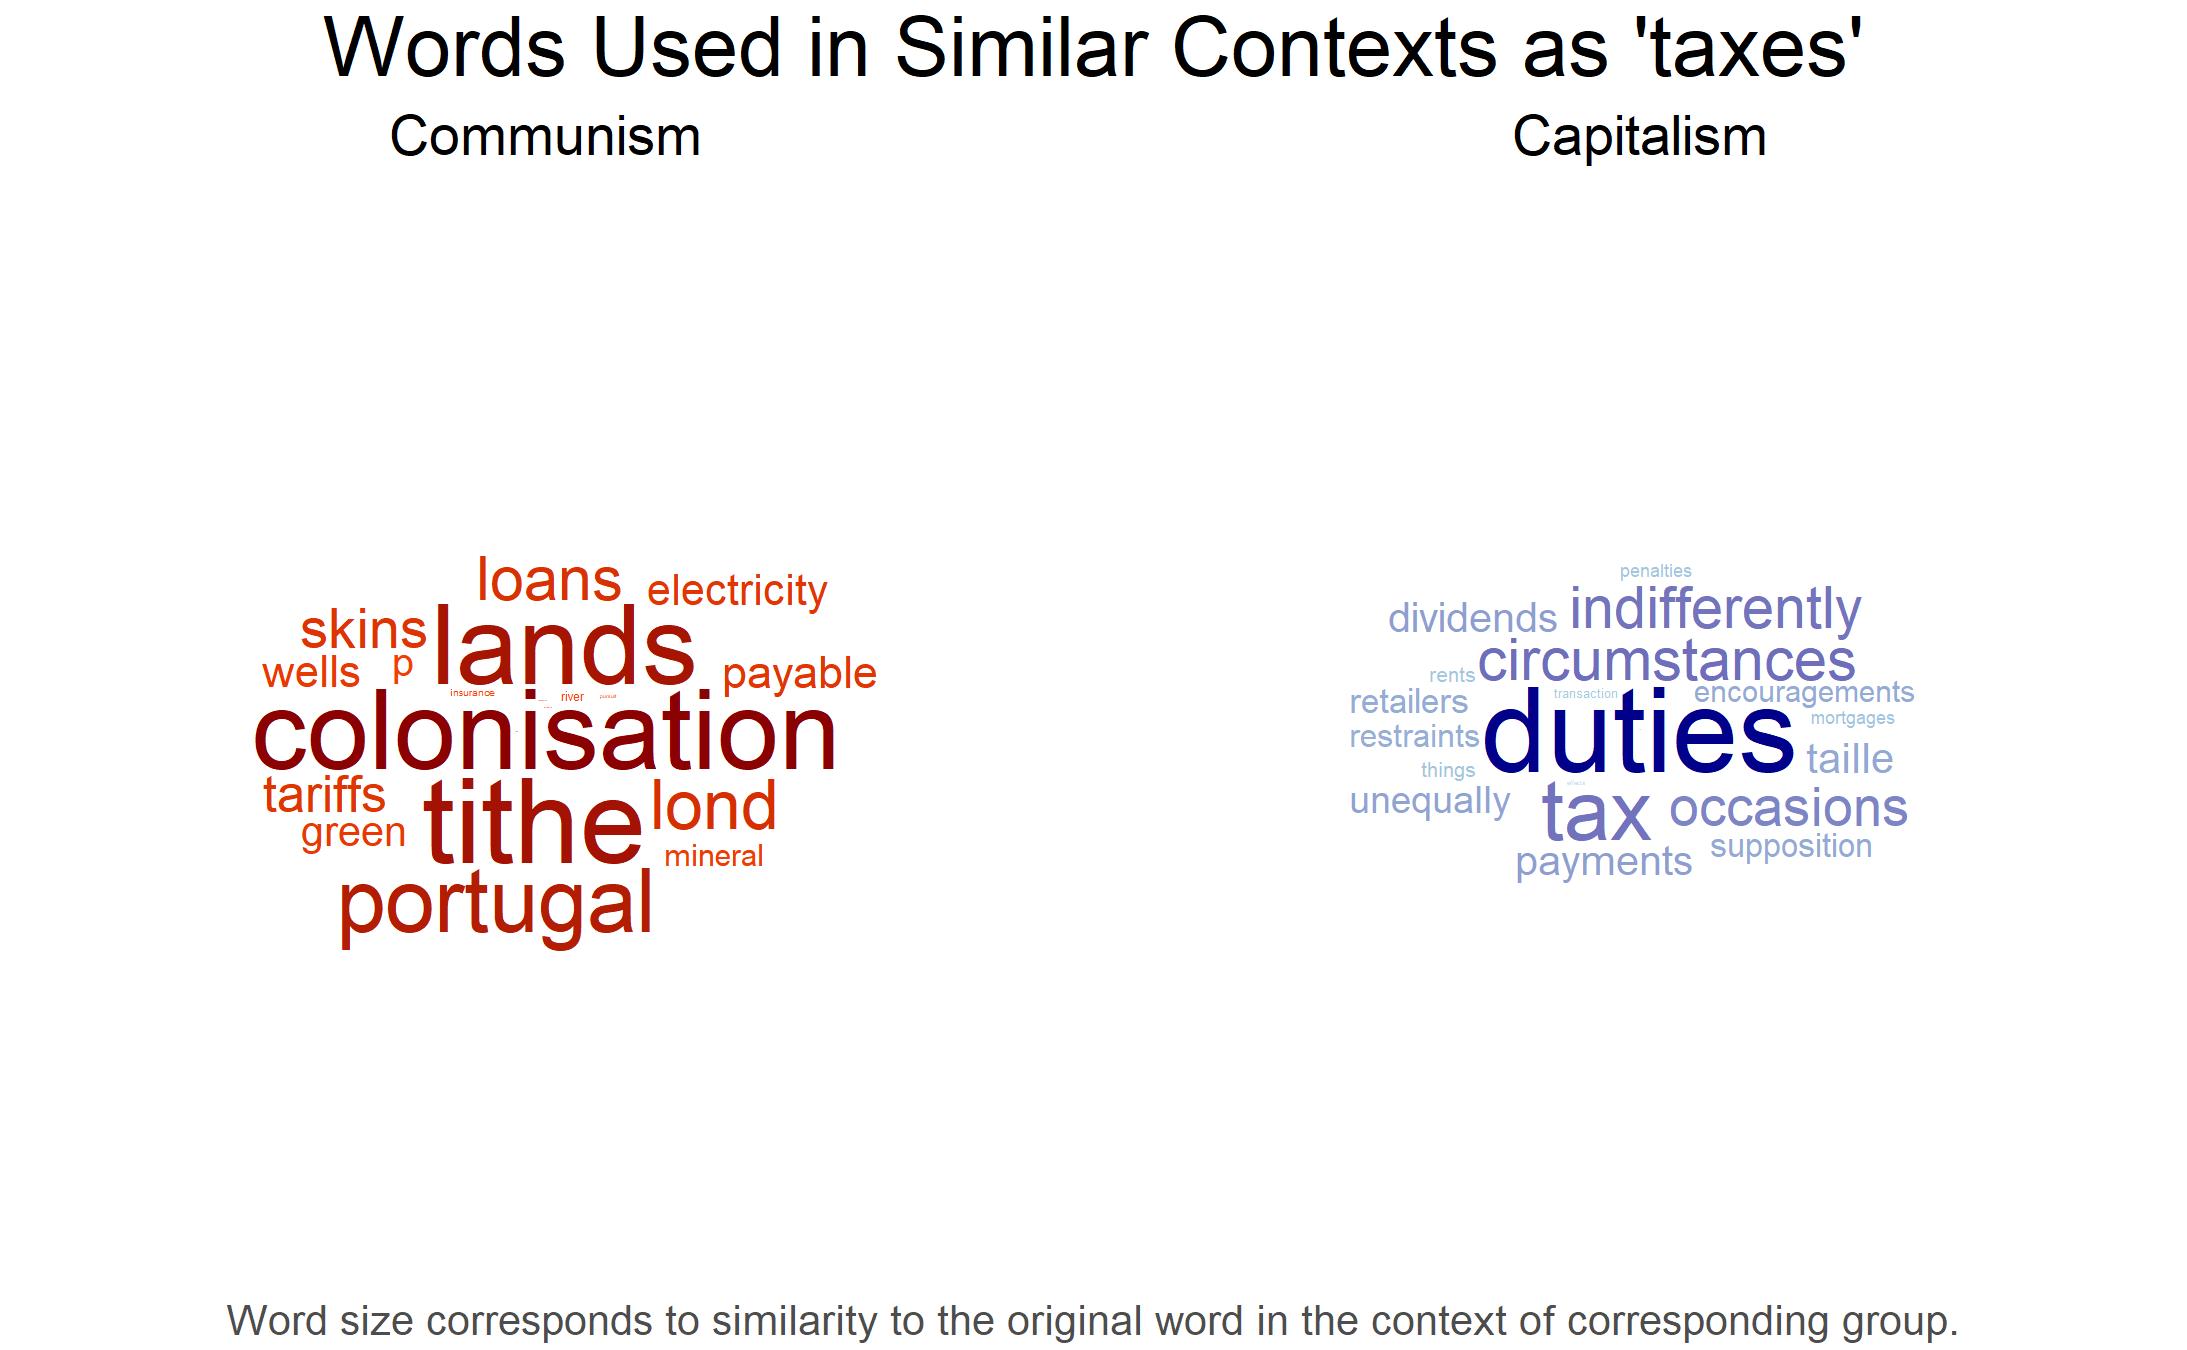 Words Used in Similar Contexts as 'taxes'
Communism
Capitalism
loans
electricity
skins
lands
wells
p
payable
insurance
river
colonisation
tariffs
tithe
lond
green
mineral
portugal
penalties
dividends
indifferently
circumstances
rents
transaction
encouragements
retailers
duties
mortgages
restraints
taille
things
unequally
tax
occasions
supposition
payments
Word size corresponds to similarity to the original word in the context of corresponding group.